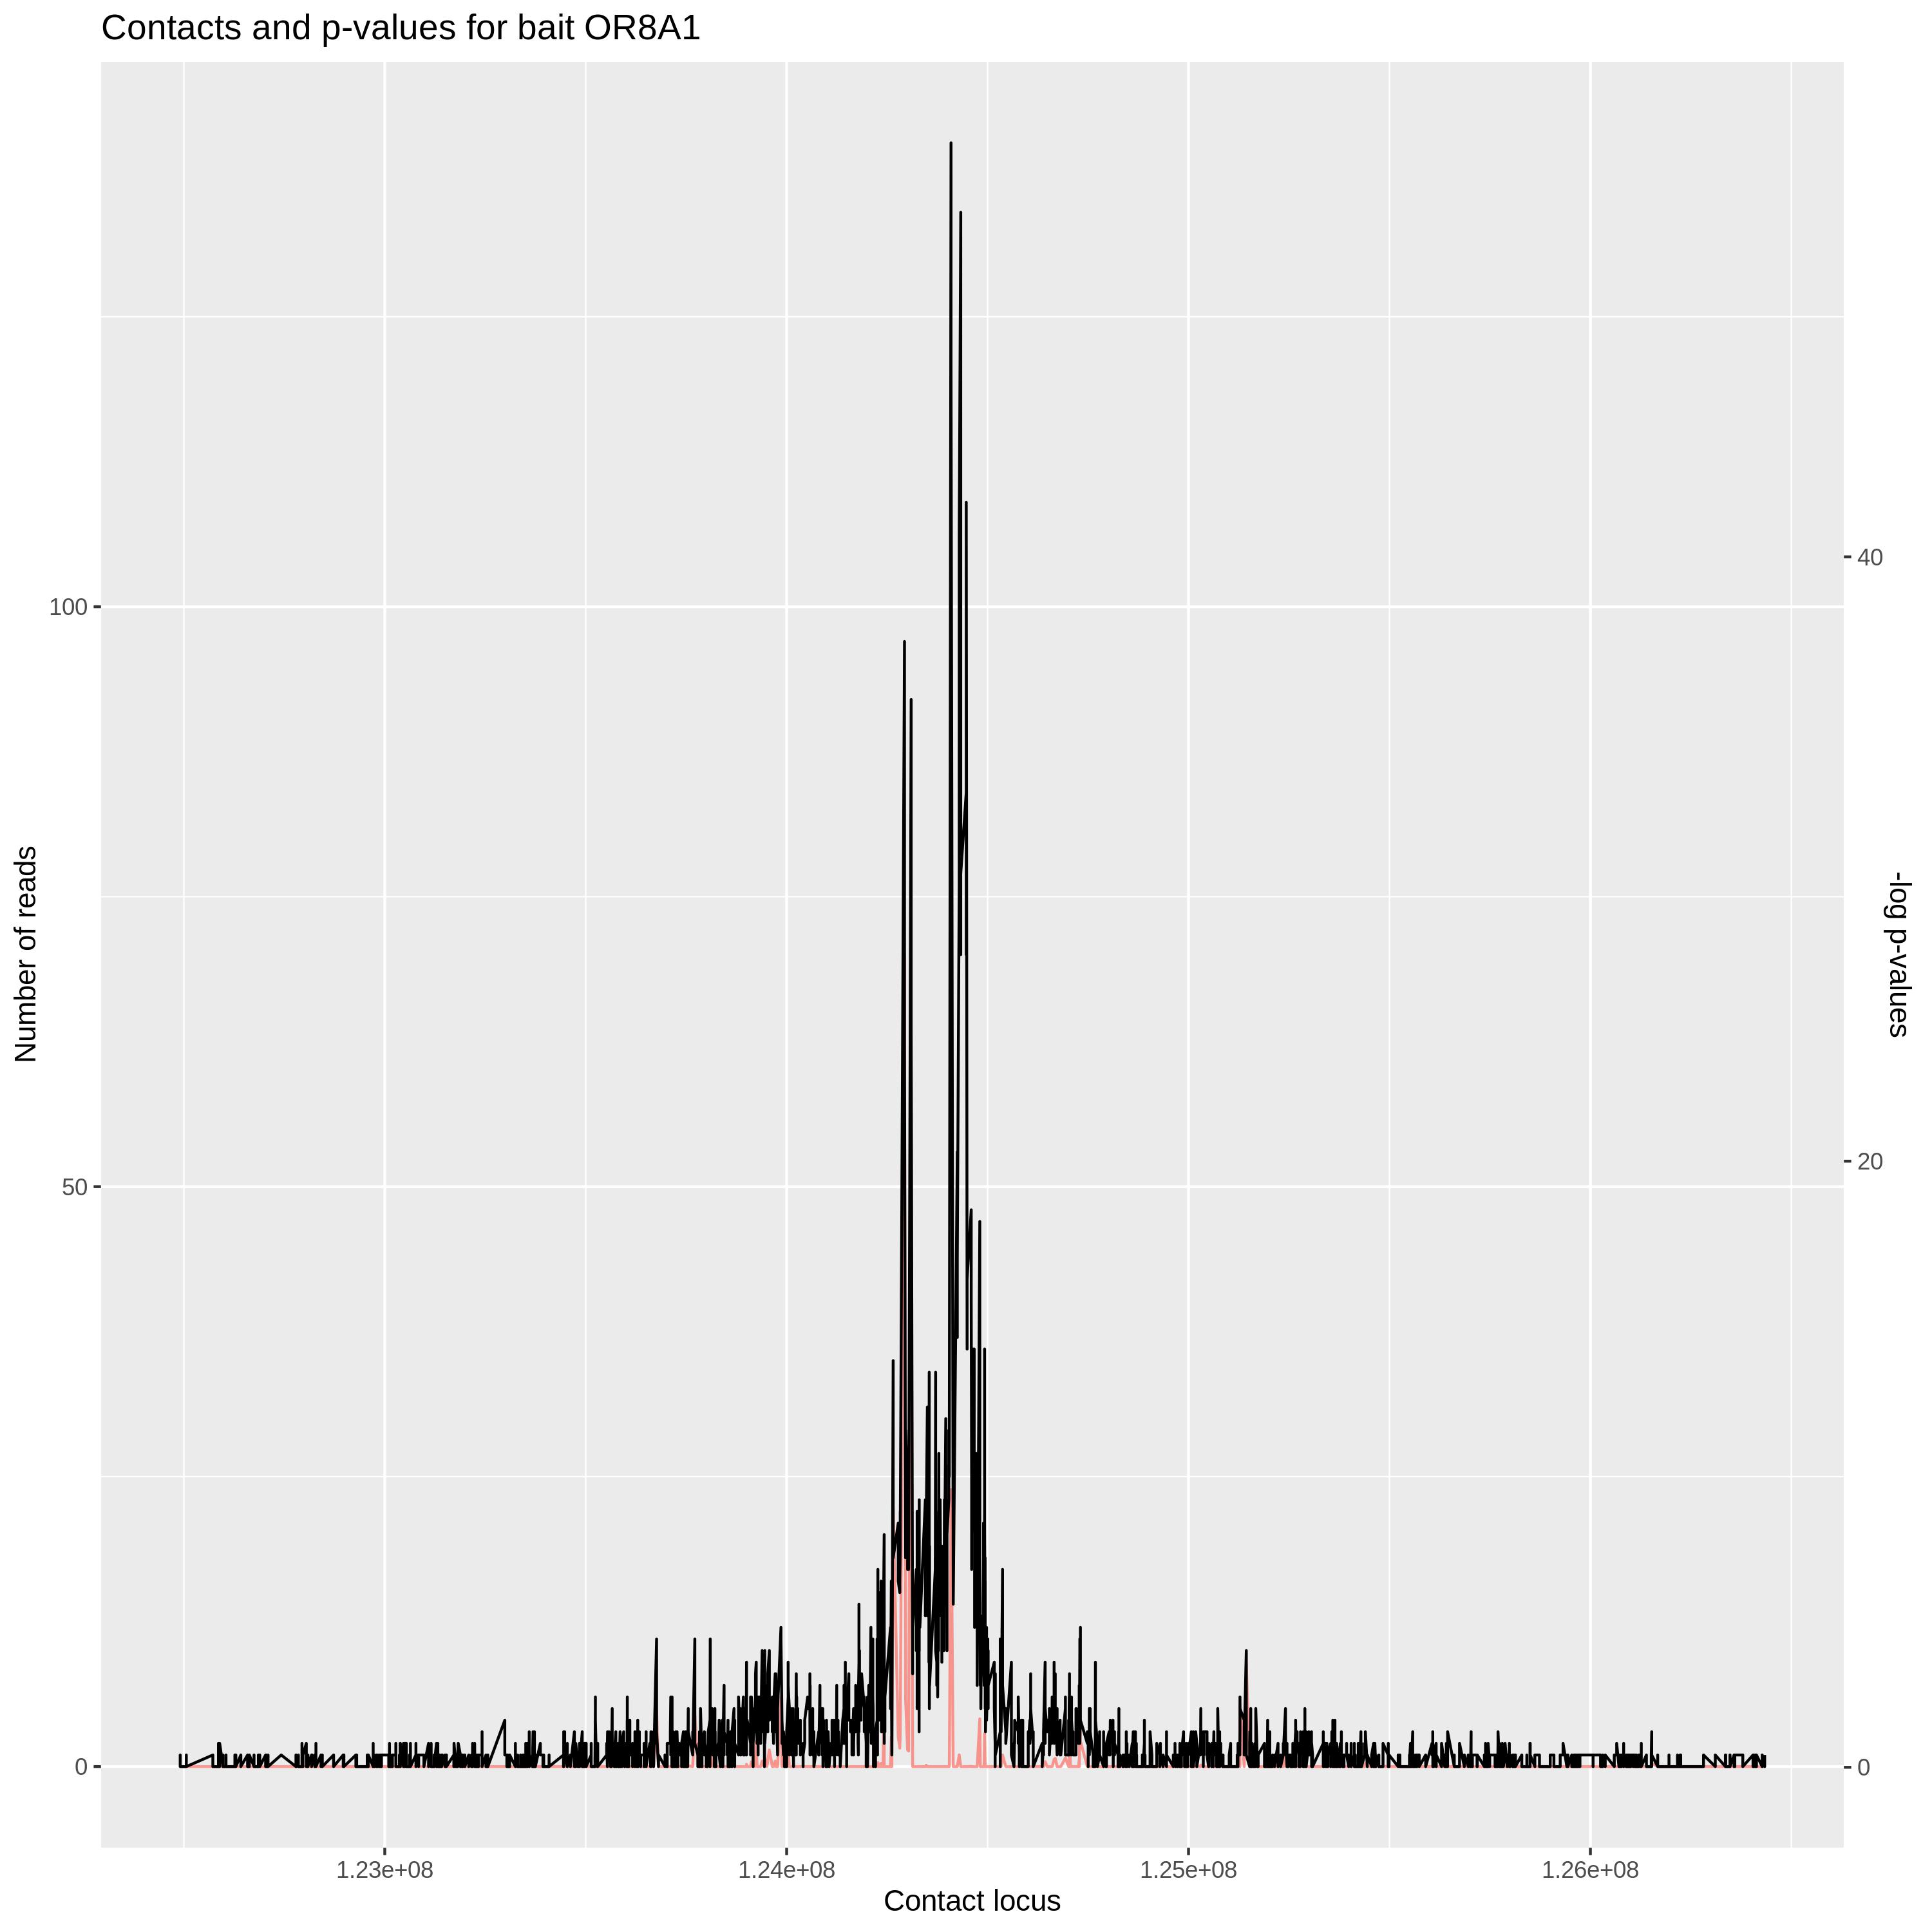 Contacts and p-values for bait OR8A1
Number of reads
100
50
0
40
20
0
-log p-values
1.23e+08 1.24e+08 1.25e+08 1.26e+08
Contact locus